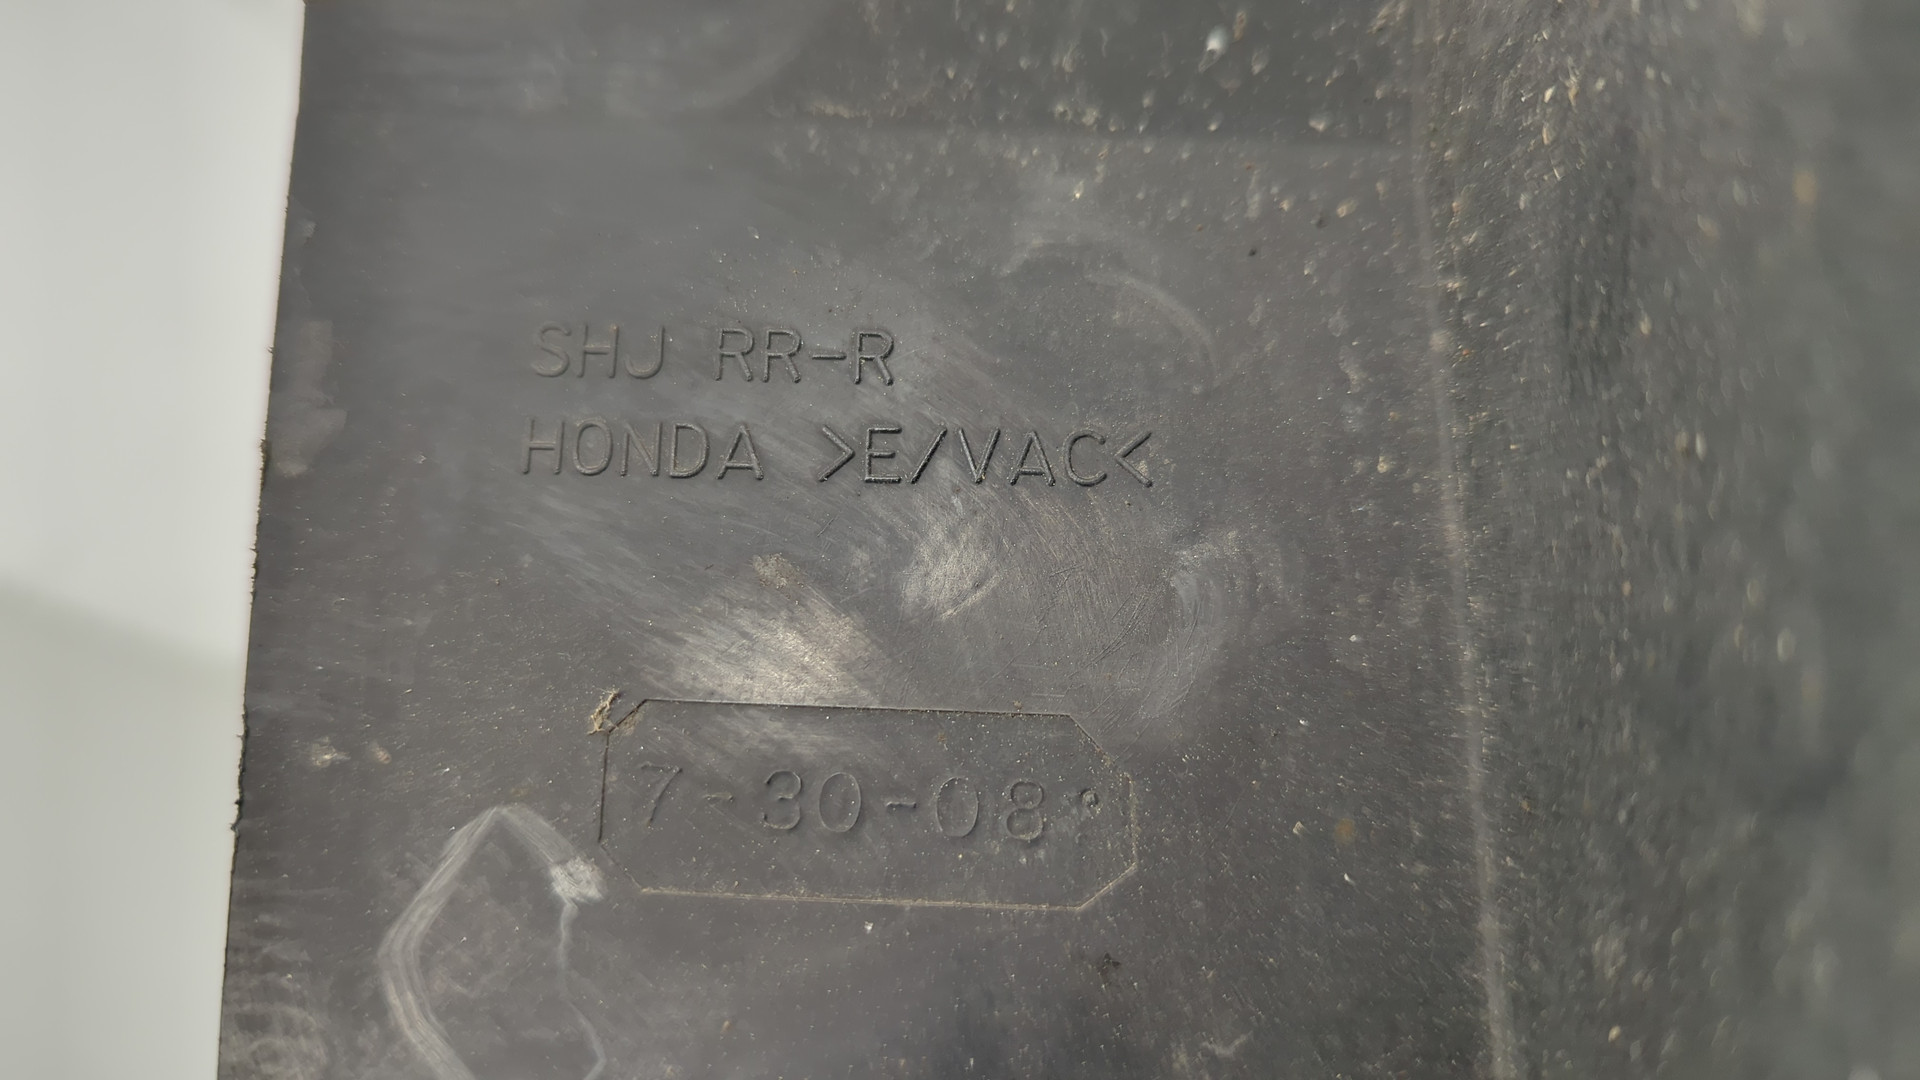 SHJ RR-R
HONDA >E/VAC<
7-30-08